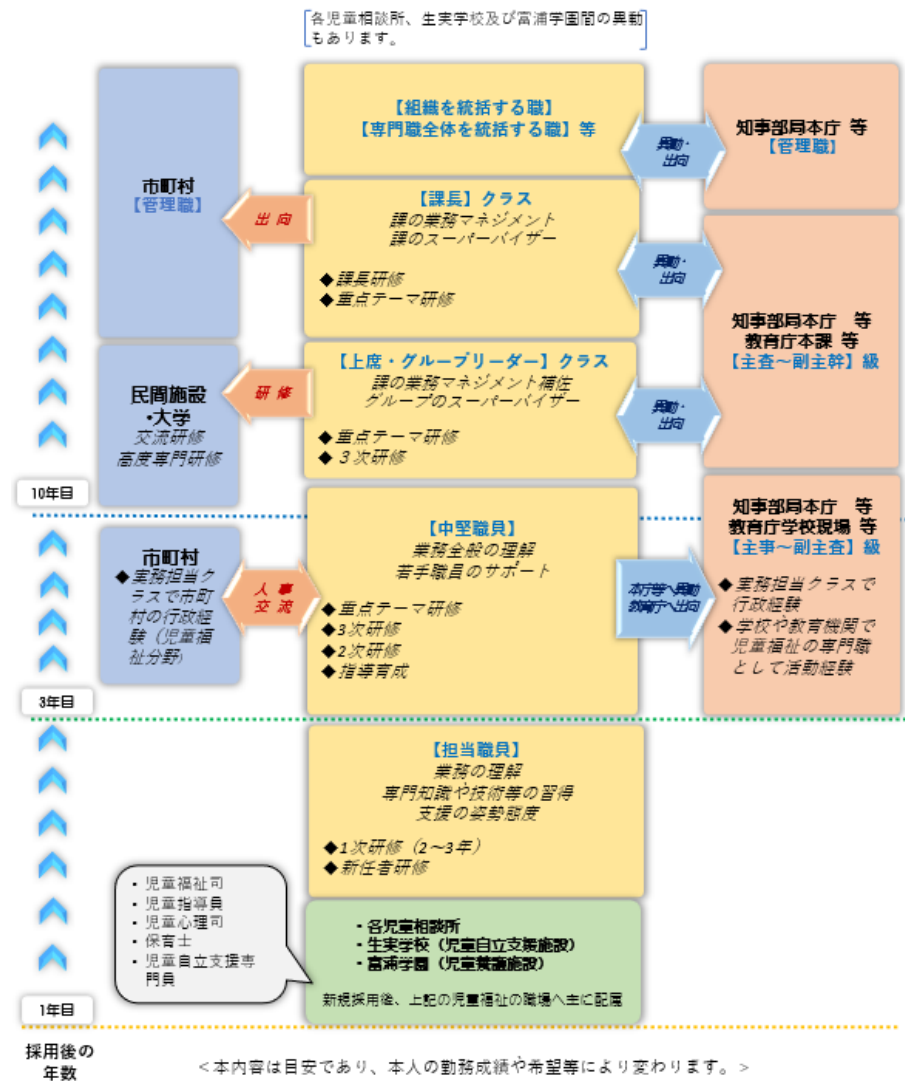 各児童相談所、生実学校及び富浦学園間の異動
もあります。
【組織を統括する職】
【専門職全体を統括する職】等
異動・
出向
知事部局本庁 等
【管理職】
市町村
【管理職】
出 向
【課長】クラス
課の業務マネジメント
課のスーパーバイザー
◆課長研修
◆重点テーマ研修
異動・
出向
知事部局本庁 等
教育庁本課 等
【主査～副主幹】級
民間施設
・大学
交流研修
高度専門研修
研 修
【上席・グループリーダー】クラス
課の業務マネジメント補佐
グループのスーパーバイザー
◆重点テーマ研修
◆３次研修
異動・
出向
10年目
市町村
◆実務担当ク
ラスで市町
村の行政経
験（児童福
祉分野）
人 事
交 流
【中堅職員】
業務全般の理解
若手職員のサポート
◆重点テーマ研修
◆3次研修
◆2次研修
◆指導育成
本庁等へ異動
教育庁へ出向
知事部局本庁 等
教育庁学校現場 等
【主事～副主査】級
◆実務担当クラスで
行政経験
◆学校や教育機関で
児童福祉の専門職
として活動経験
3年目
【担当職員】
業務の理解
専門知識や技術等の習得
支援の姿勢態度
◆1次研修（2～3年）
◆新任者研修
・児童福祉司
・児童指導員
・児童心理司
・保育士
・児童自立支援専
門員
・各児童相談所
・生実学校（児童自立支援施設）
・富浦学園（児童養護施設）
新規採用後、上記の児童福祉の職場へ主に配属
1年目
採用後の
年数
＜本内容は目安であり、本人の勤務成績や希望等により変わります。＞